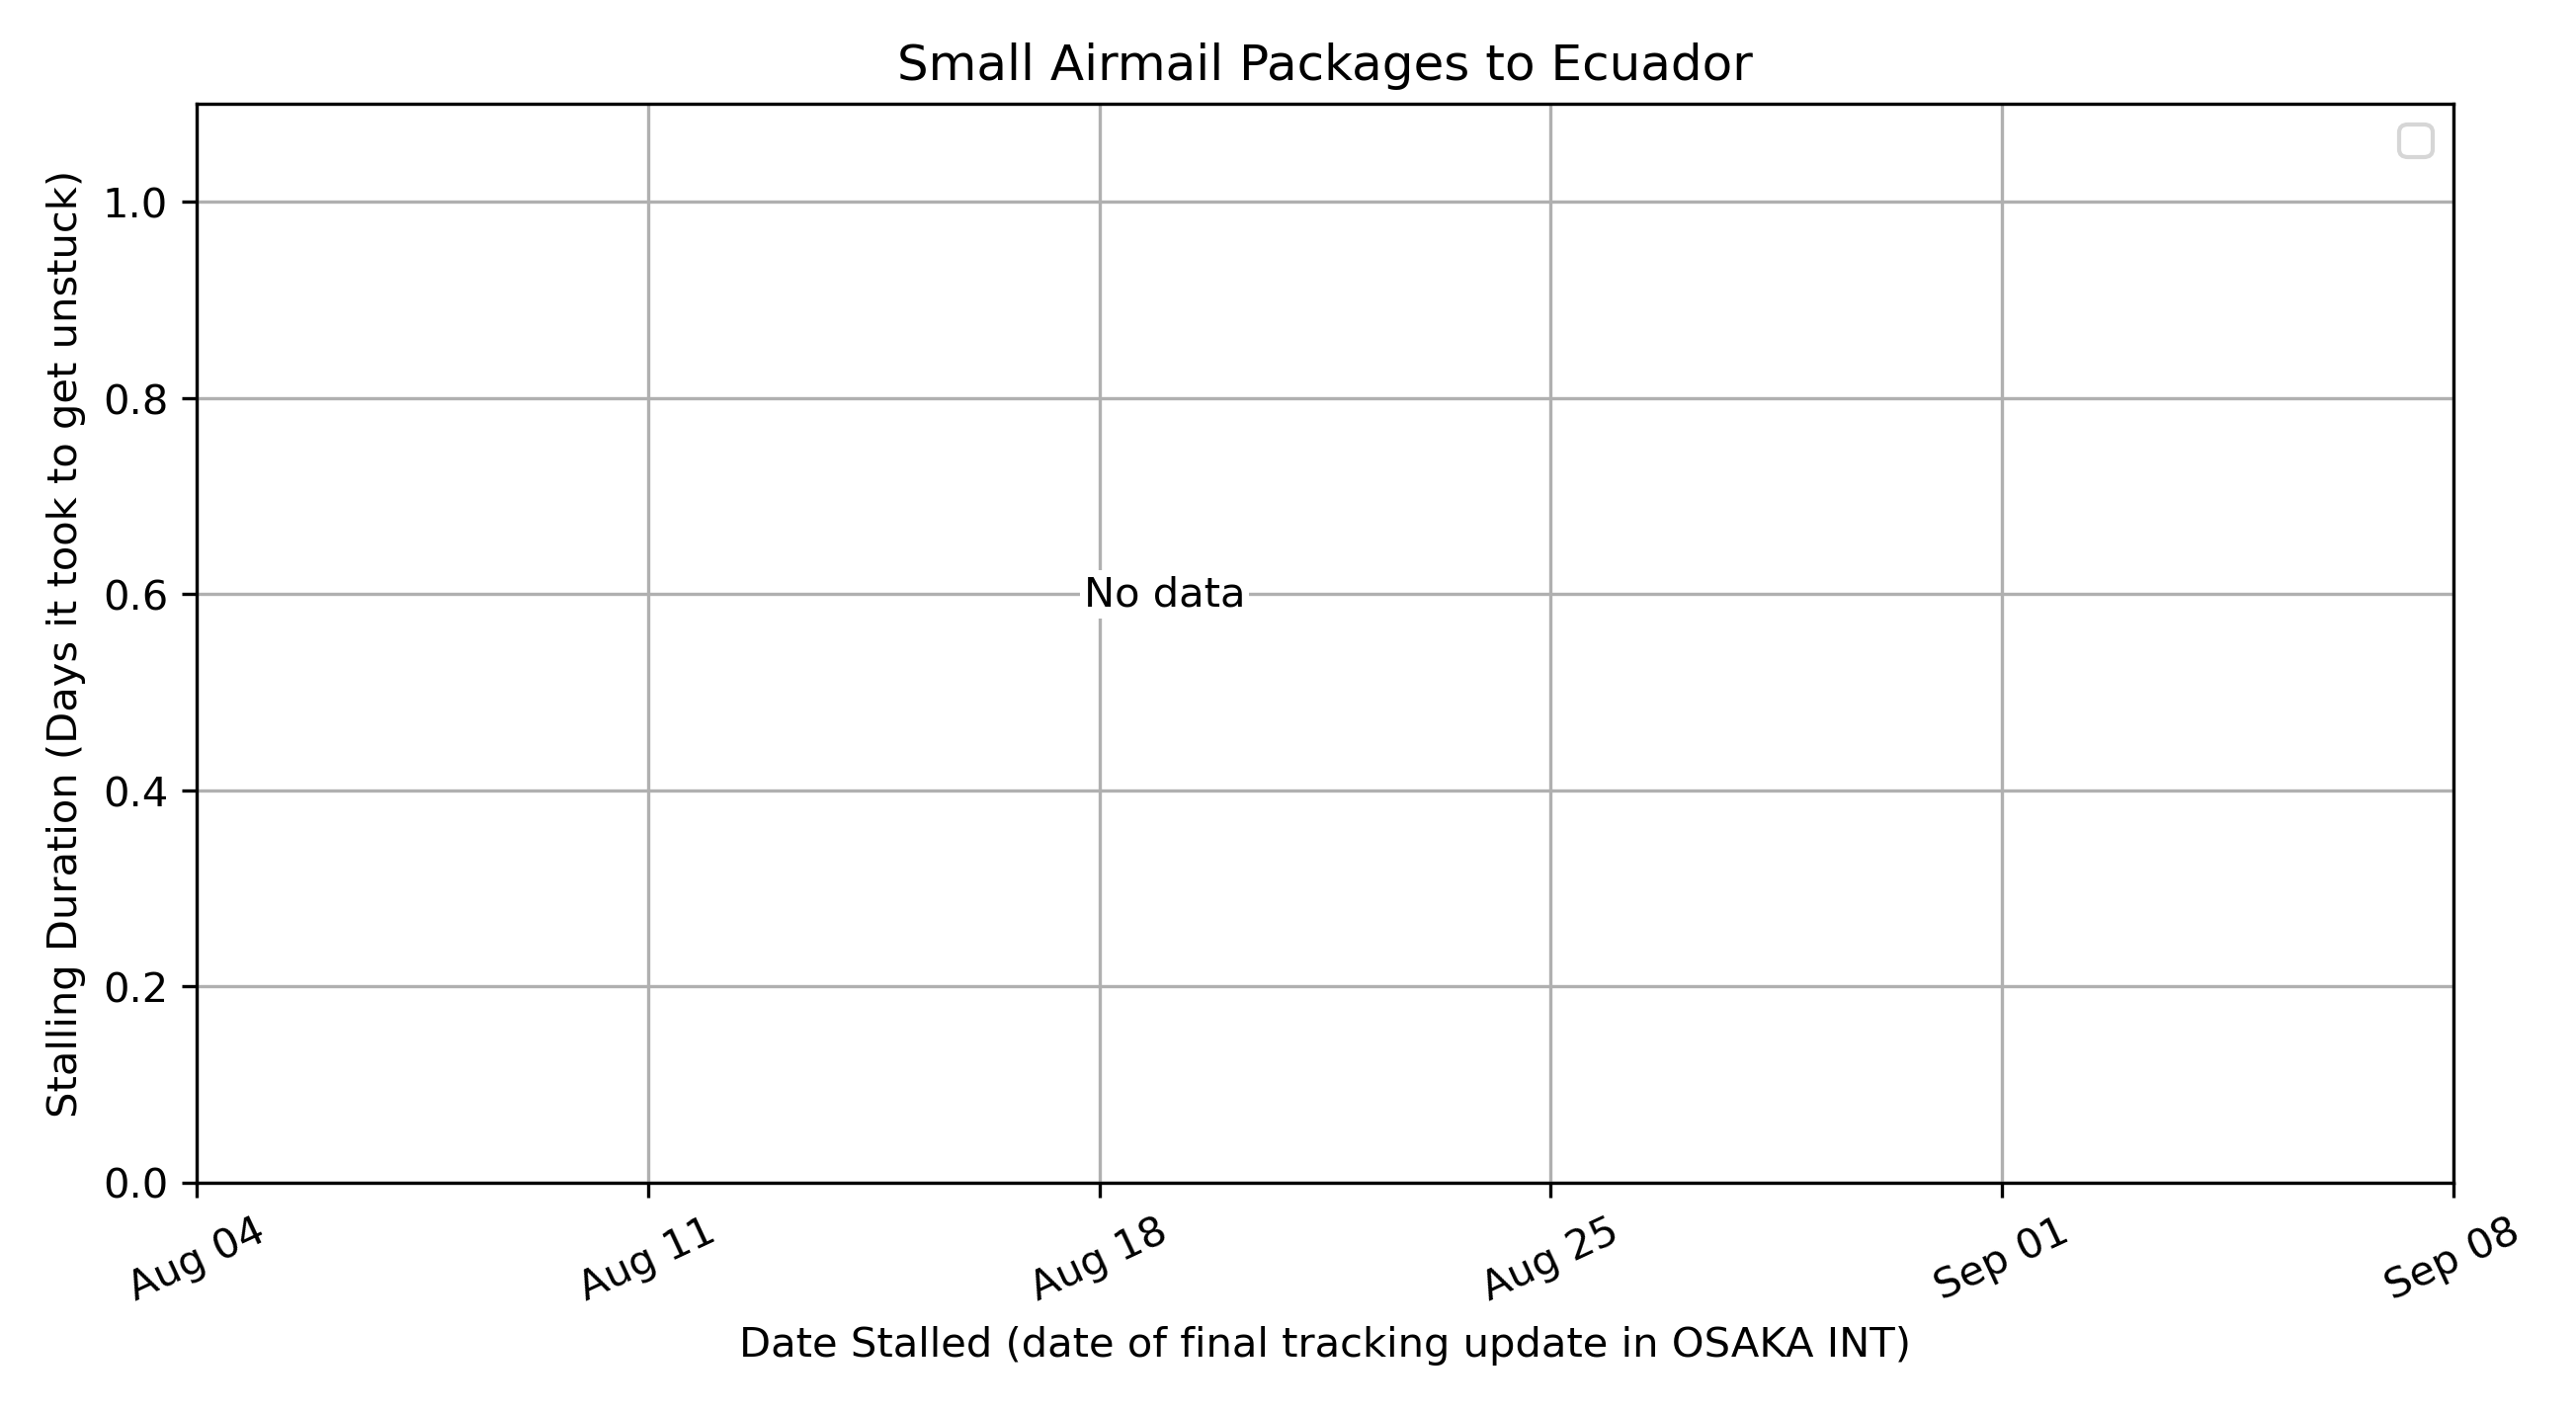 Small Airmail Packages to Ecuador
Stalling Duration (Days it took to get unstuck)
1.0
0.8
0.6
0.4
0.2
0.0
No data
Aug 04
Aug 11
Aug 18
Aug 25
Sep 01
Sep 08
Date Stalled (date of final tracking update in OSAKA INT)